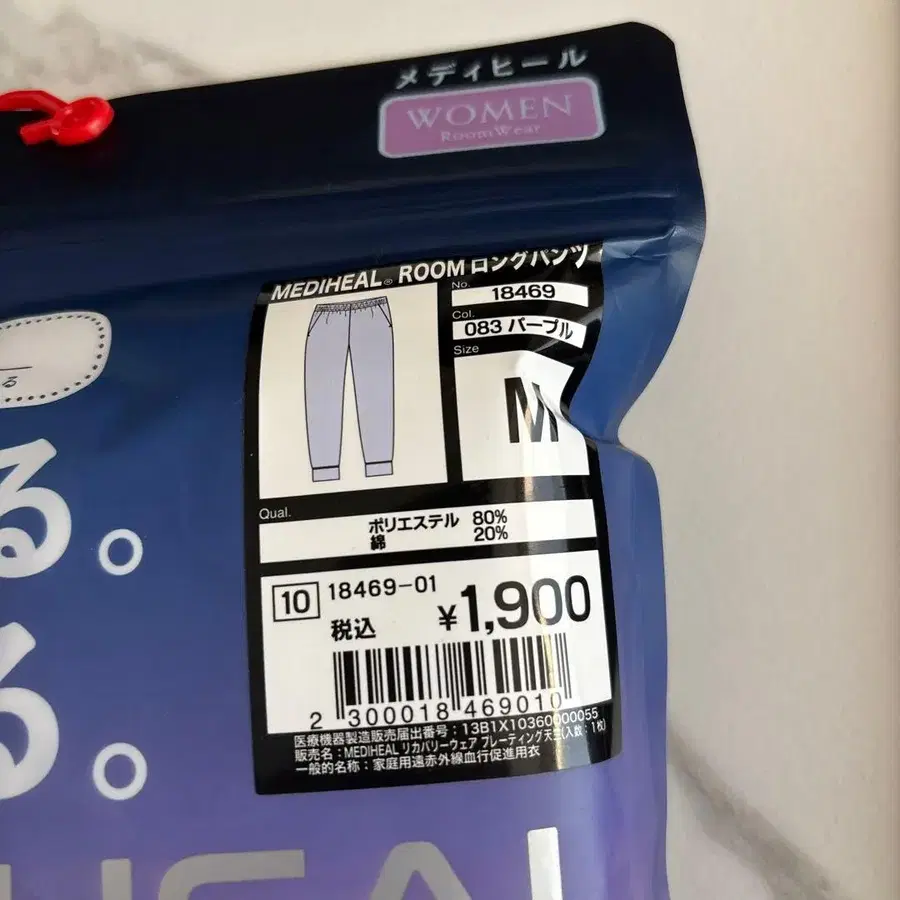 メディヒール
WOMEN
RoomWear
MEDIHEAL® ROOM ロングパンツ
No.
18469
Col.
083 パープル
Size
M
る
る。
Qual.
ポリエステル 80%
綿 20%
10 18469-01
税込 ¥1,900
2 300018 469010
る。
医療機器製造販売届出番号：13B1X10360000055
販売名：MEDIHEAL リカバリーウェア プレーティング天竺(入数：1枚)
一般的名称：家庭用遠赤外線血行促進用衣